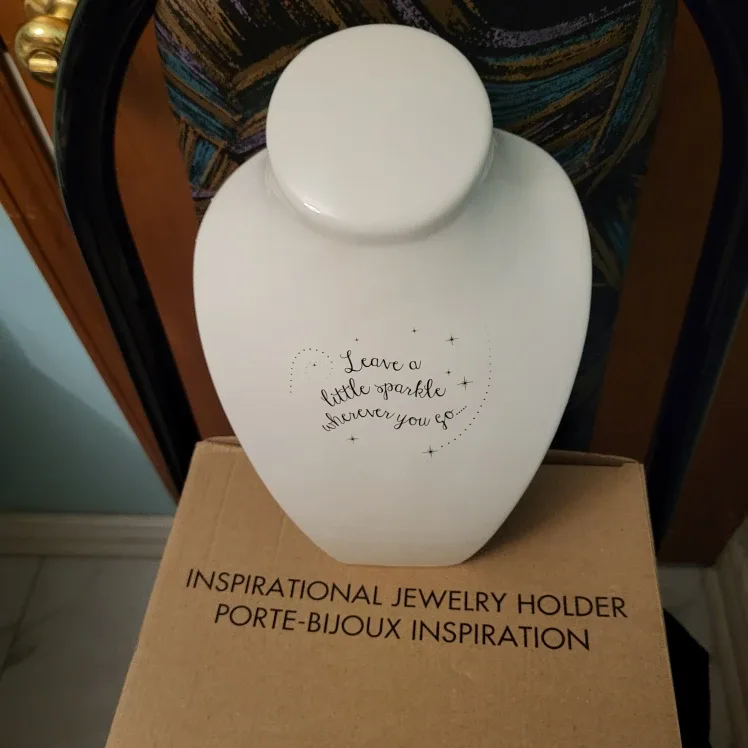 Leave a
little sparkle
wherever you go....
INSPIRATIONAL JEWELRY HOLDER
PORTE-BIJOUX INSPIRATION